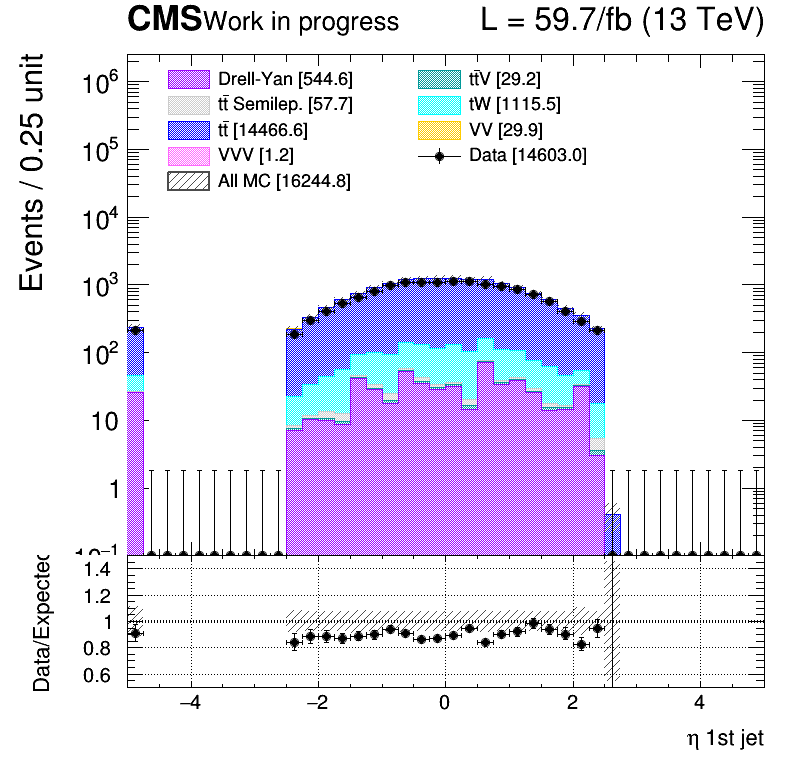 CMS Work in progress L = 59.7/fb (13 TeV)
Events / 0.25 unit
Drell-Yan [544.6]
tt̄ Semilep. [57.7]
tt̄ [14466.6]
VVV [1.2]
All MC [16244.8]
tt̄V [29.2]
tW [1115.5]
VV [29.9]
Data [14603.0]
10⁶
10⁵
10⁴
10³
10²
10
1
10⁻¹
Data/Expected
1.4
1.2
1
0.8
0.6
−4 −2 0 2 4
η 1st jet